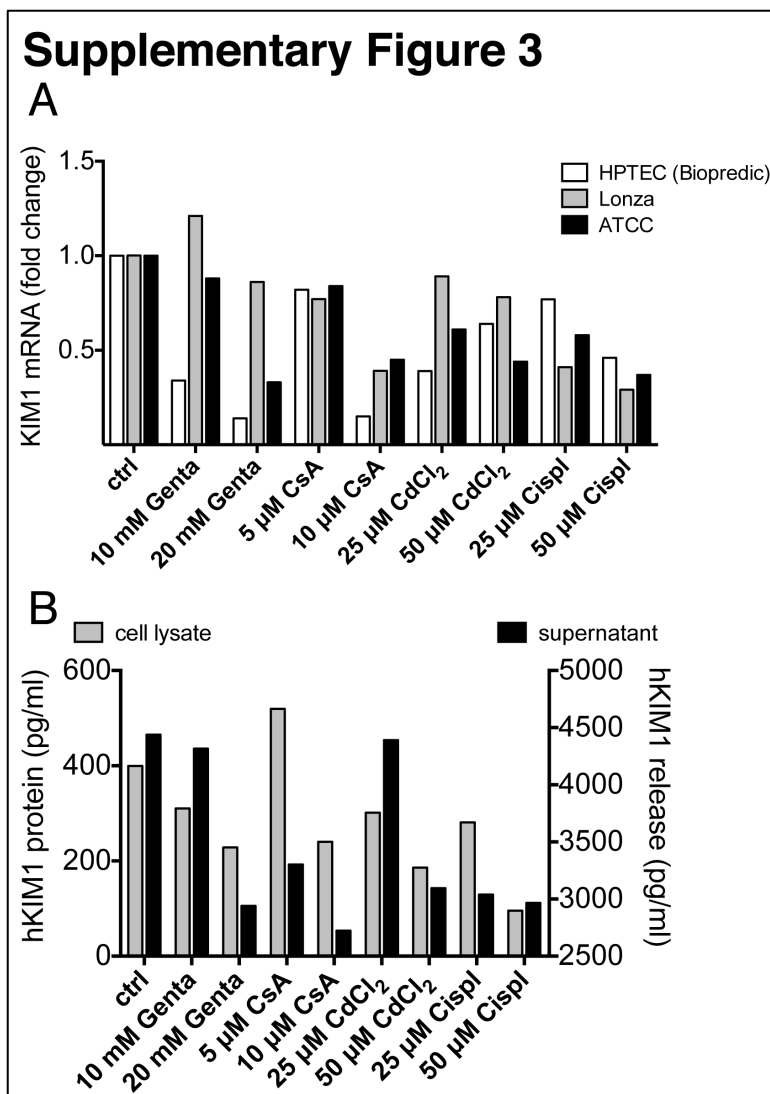 Supplementary Figure 3
A
KIM1 mRNA (fold change)
1.5
1.0
0.5
HPTEC (Biopredic)
Lonza
ATCC
ctrl
10 mM Genta
20 mM Genta
5 µM CsA
10 µM CsA
25 µM CdCl₂
50 µM CdCl₂
25 µM Cispl
50 µM Cispl
B
cell lysate
supernatant
hKIM1 protein (pg/ml)
600
400
200
0
5000
4500
4000
3500
3000
2500
hKIM1 release (pg/ml)
ctrl
10 mM Genta
20 mM Genta
5 µM CsA
10 µM CsA
25 µM CdCl₂
50 µM CdCl₂
25 µM Cispl
50 µM Cispl